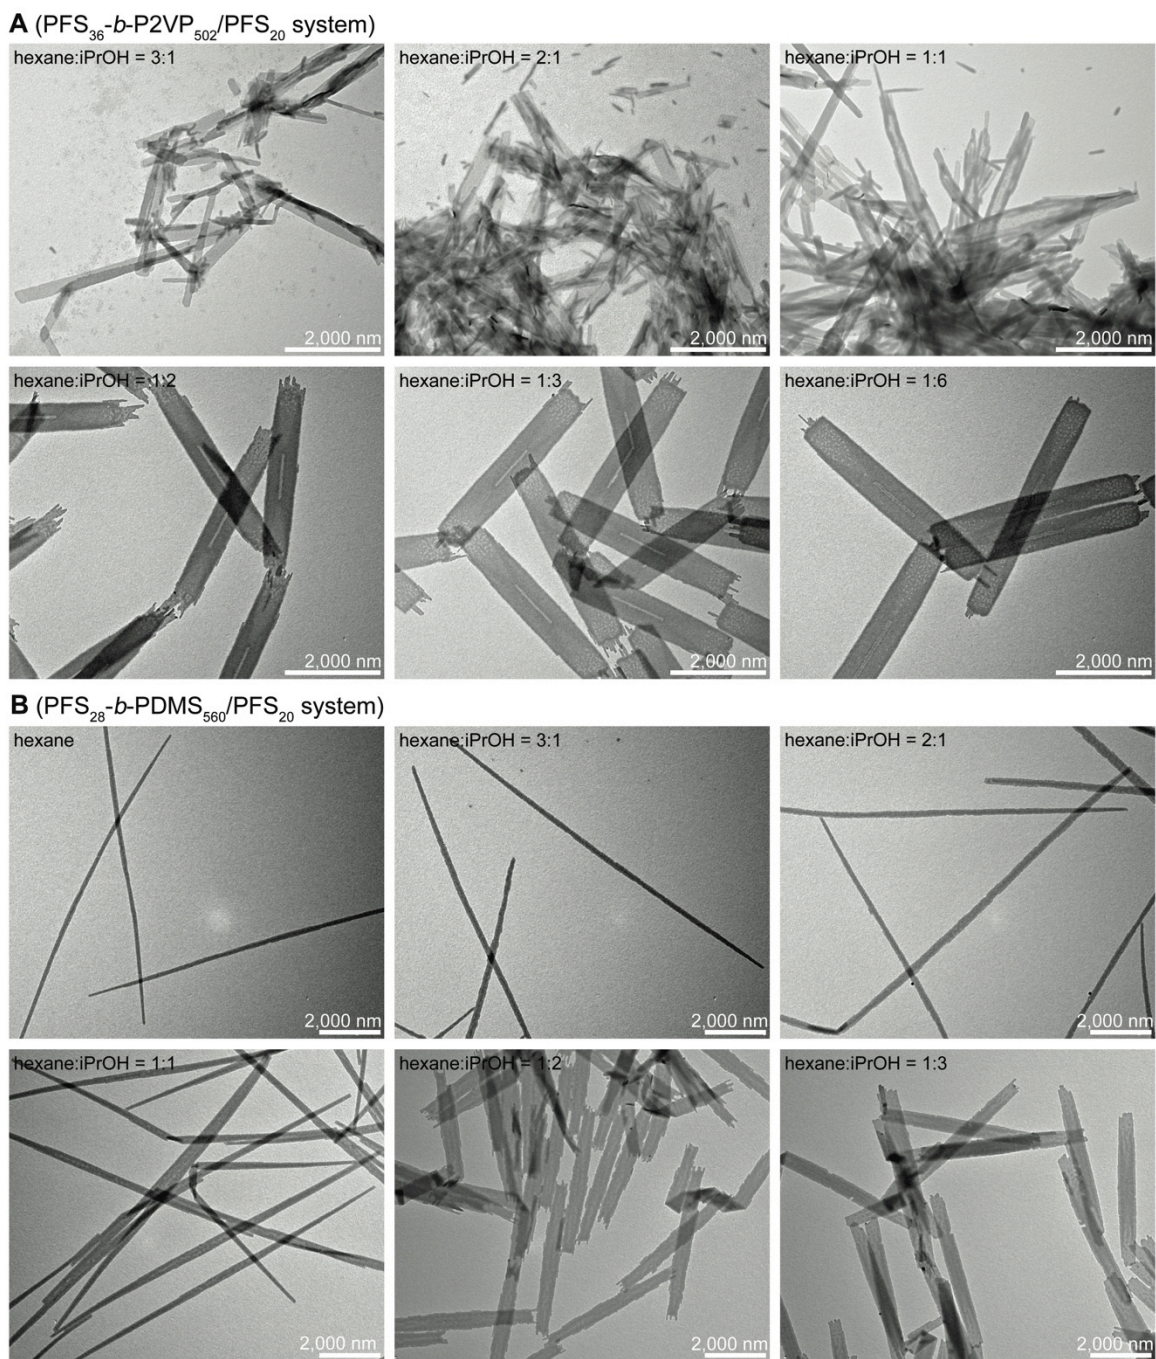 A (PFS36-b-P2VP502/PFS20 system)
hexane:iPrOH = 3:1
hexane:iPrOH = 2:1
hexane:iPrOH = 1:1
2,000 nm
2,000 nm
2,000 nm
hexane:iPrOH = 1:2
hexane:iPrOH = 1:3
hexane:iPrOH = 1:6
2,000 nm
2,000 nm
2,000 nm
B (PFS28-b-PDMS560/PFS20 system)
hexane
hexane:iPrOH = 3:1
hexane:iPrOH = 2:1
2,000 nm
2,000 nm
2,000 nm
hexane:iPrOH = 1:1
hexane:iPrOH = 1:2
hexane:iPrOH = 1:3
2,000 nm
2,000 nm
2,000 nm